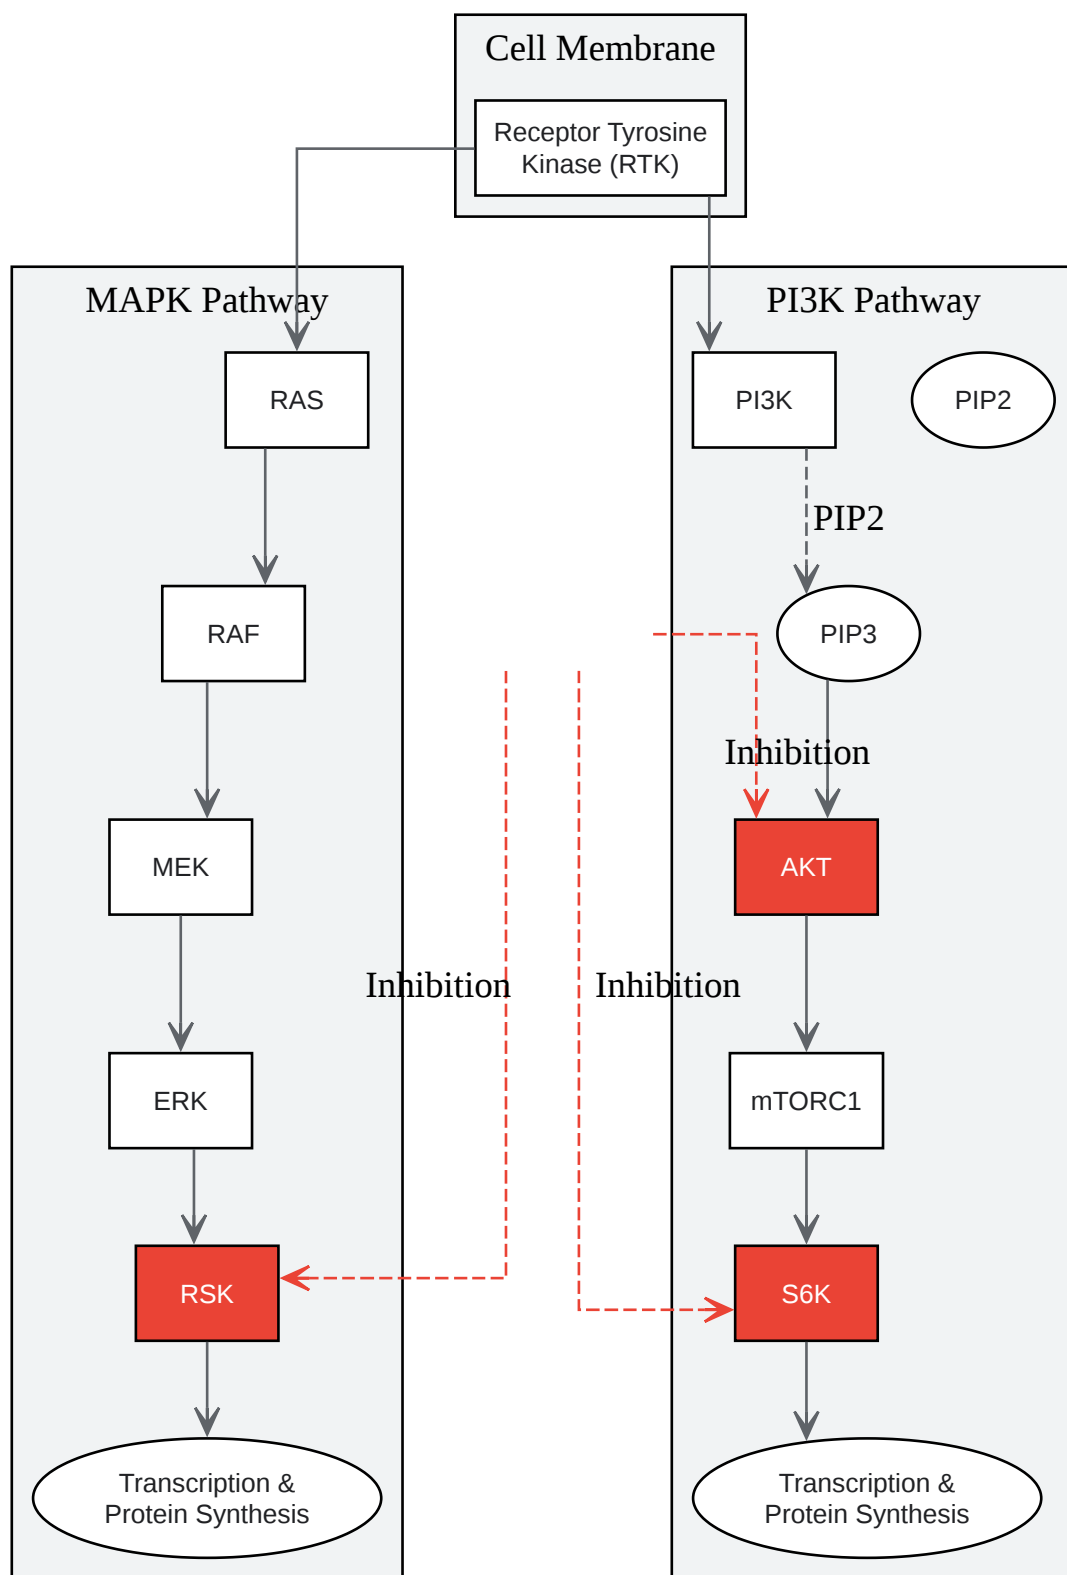 Cell Membrane
Receptor Tyrosine
Kinase (RTK)
MAPK Pathway
RAS
RAF
MEK
ERK
RSK
Transcription &
Protein Synthesis
Inhibition
Inhibition
PI3K Pathway
PI3K
PIP2
PIP2
PIP3
Inhibition
AKT
mTORC1
S6K
Transcription &
Protein Synthesis